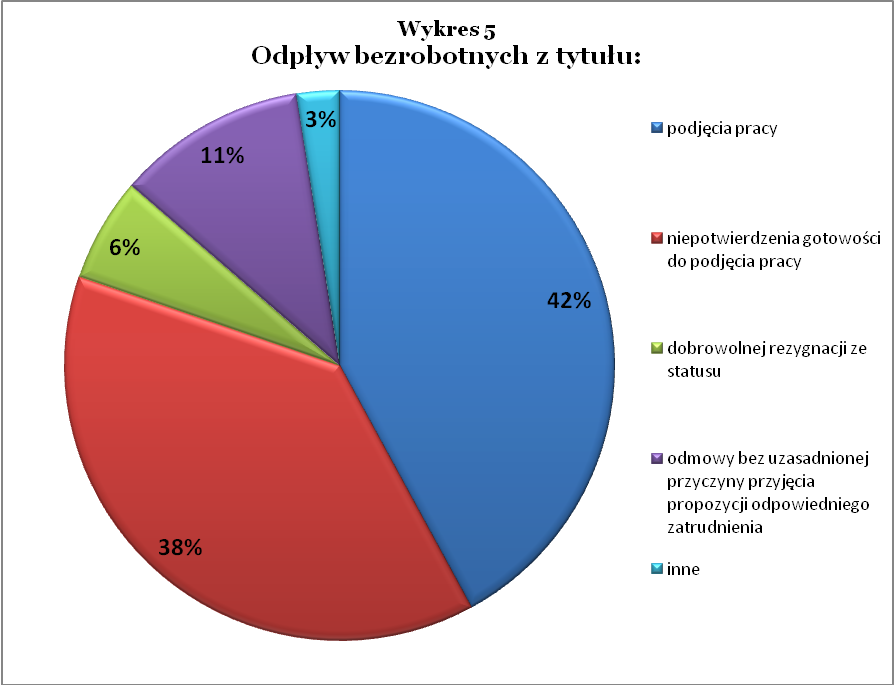 Wykres 5
Odpływ bezrobotnych z tytułu:
3%
11%
6%
42%
38%
podjęcia pracy
niepotwierdzenia gotowości
do podjęcia pracy
dobrowolnej rezygnacji ze
statusu
odmowy bez uzasadnionej
przyczyny przyjęcia
propozycji odpowiedniego
zatrudnienia
inne